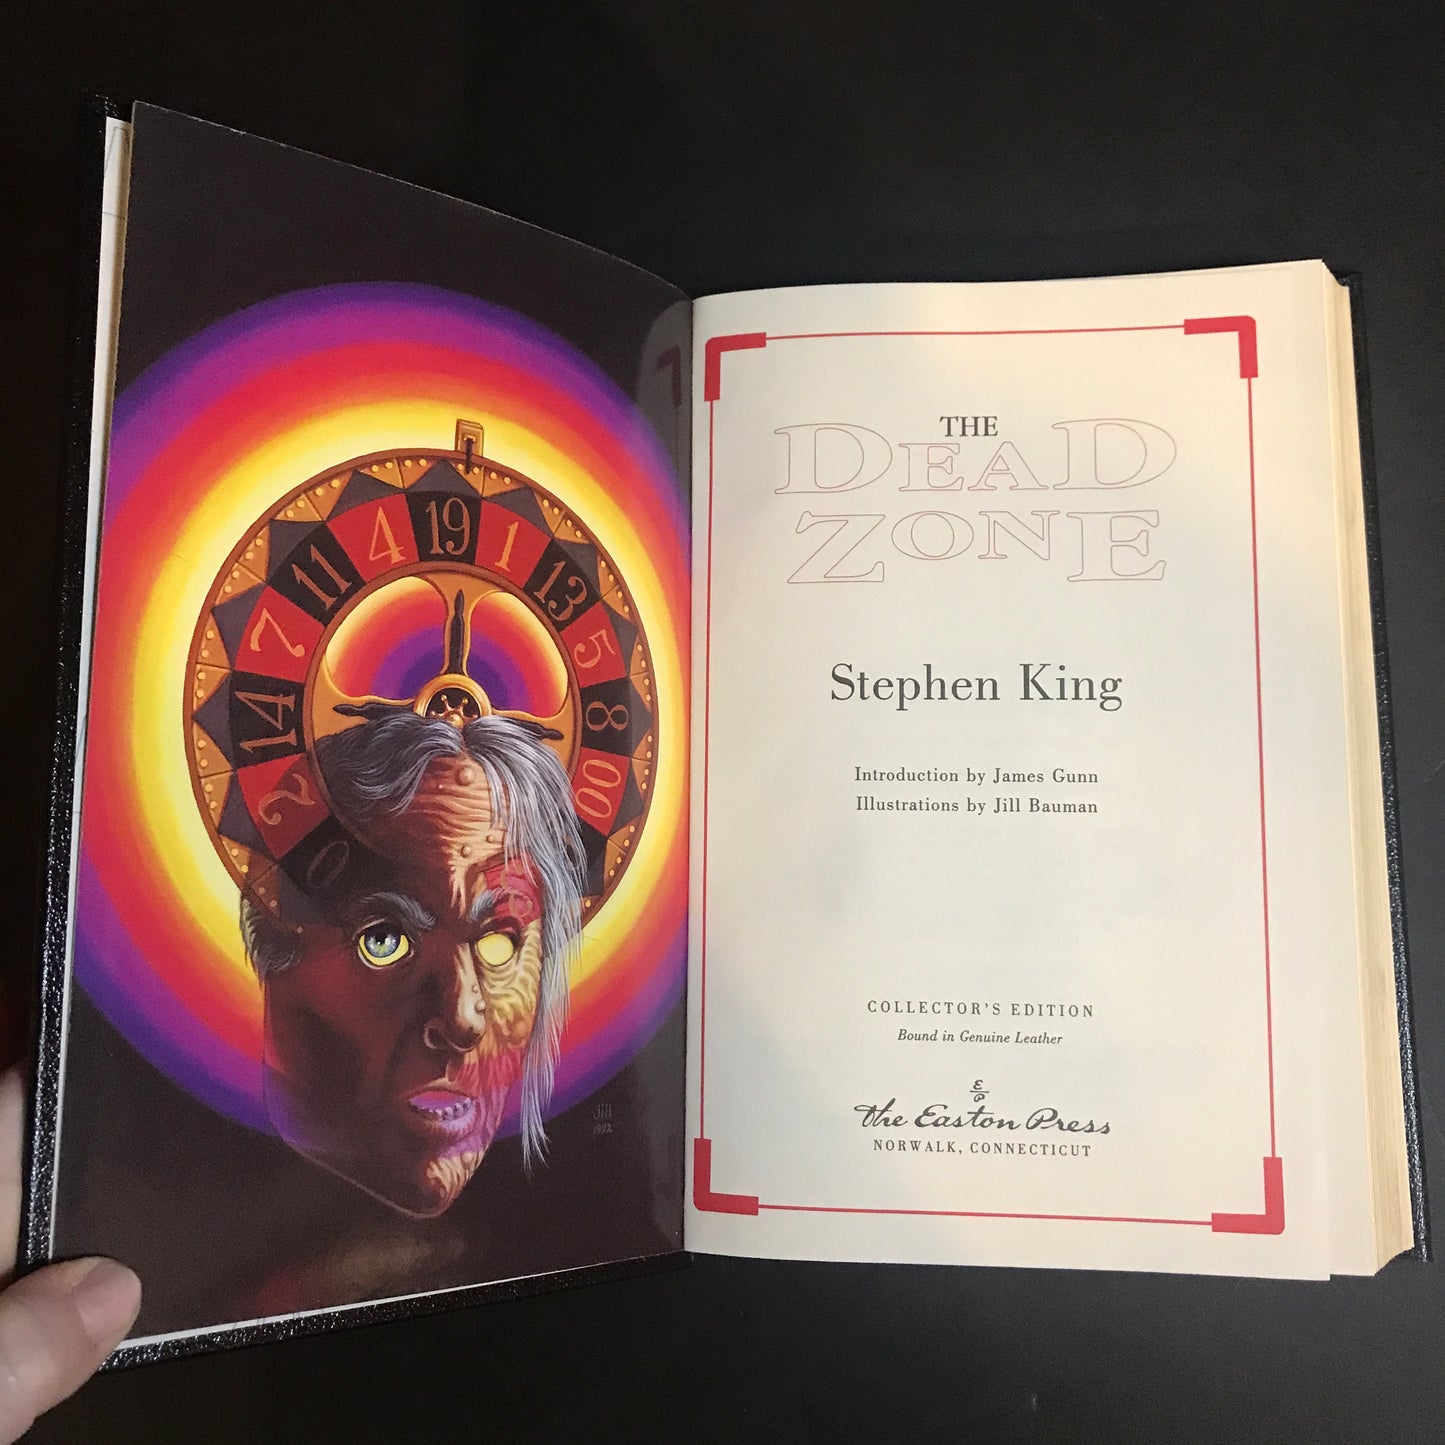 4 19 1
11 13
7 5
14 8
2 00
0
Jill
1992
THE
DEAD
ZONE
Stephen King
Introduction by James Gunn
Illustrations by Jill Bauman
COLLECTOR'S EDITION
Bound in Genuine Leather
E
P
The Easton Press
NORWALK, CONNECTICUT